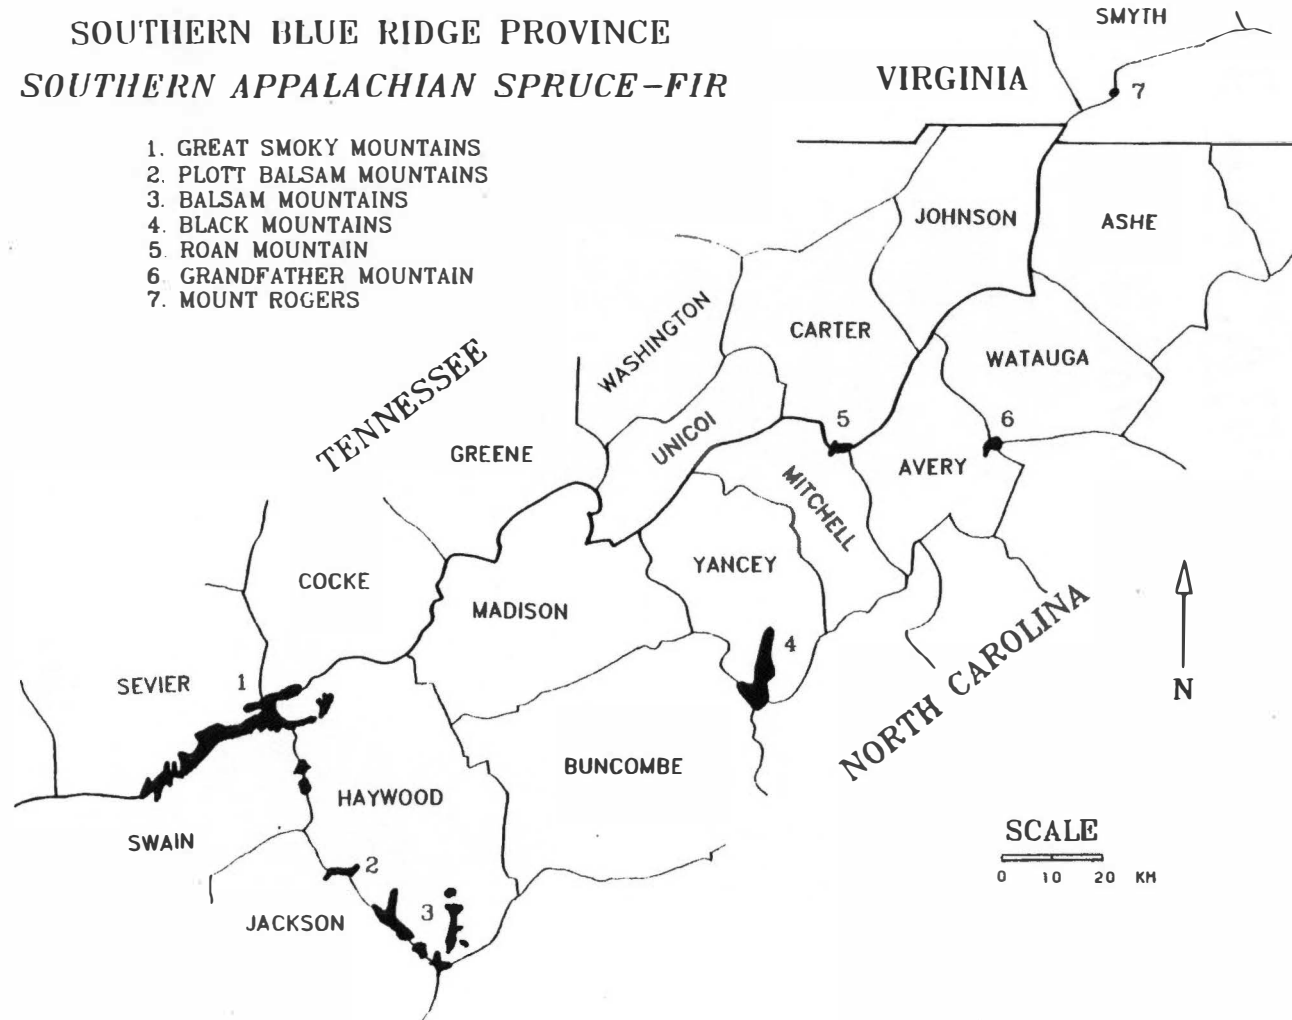 SOUTHERN BLUE RIDGE PROVINCE
SOUTHERN APPALACHIAN SPRUCE-FIR
1. GREAT SMOKY MOUNTAINS
2. PLOTT BALSAM MOUNTAINS
3. BALSAM MOUNTAINS
4. BLACK MOUNTAINS
5. ROAN MOUNTAIN
6. GRANDFATHER MOUNTAIN
7. MOUNT ROGERS
SMYTH
VIRGINIA
7
JOHNSON
ASHE
WASHINGTON
CARTER
WATAUGA
TENNESSEE
5
6
UNICOI
GREENE
AVERY
MITCHELL
YANCEY
COCKE
MADISON
4
NORTH CAROLINA
N
SEVIER
1
BUNCOMBE
HAYWOOD
SWAIN
2
JACKSON
3
SCALE
0 10 20 KM